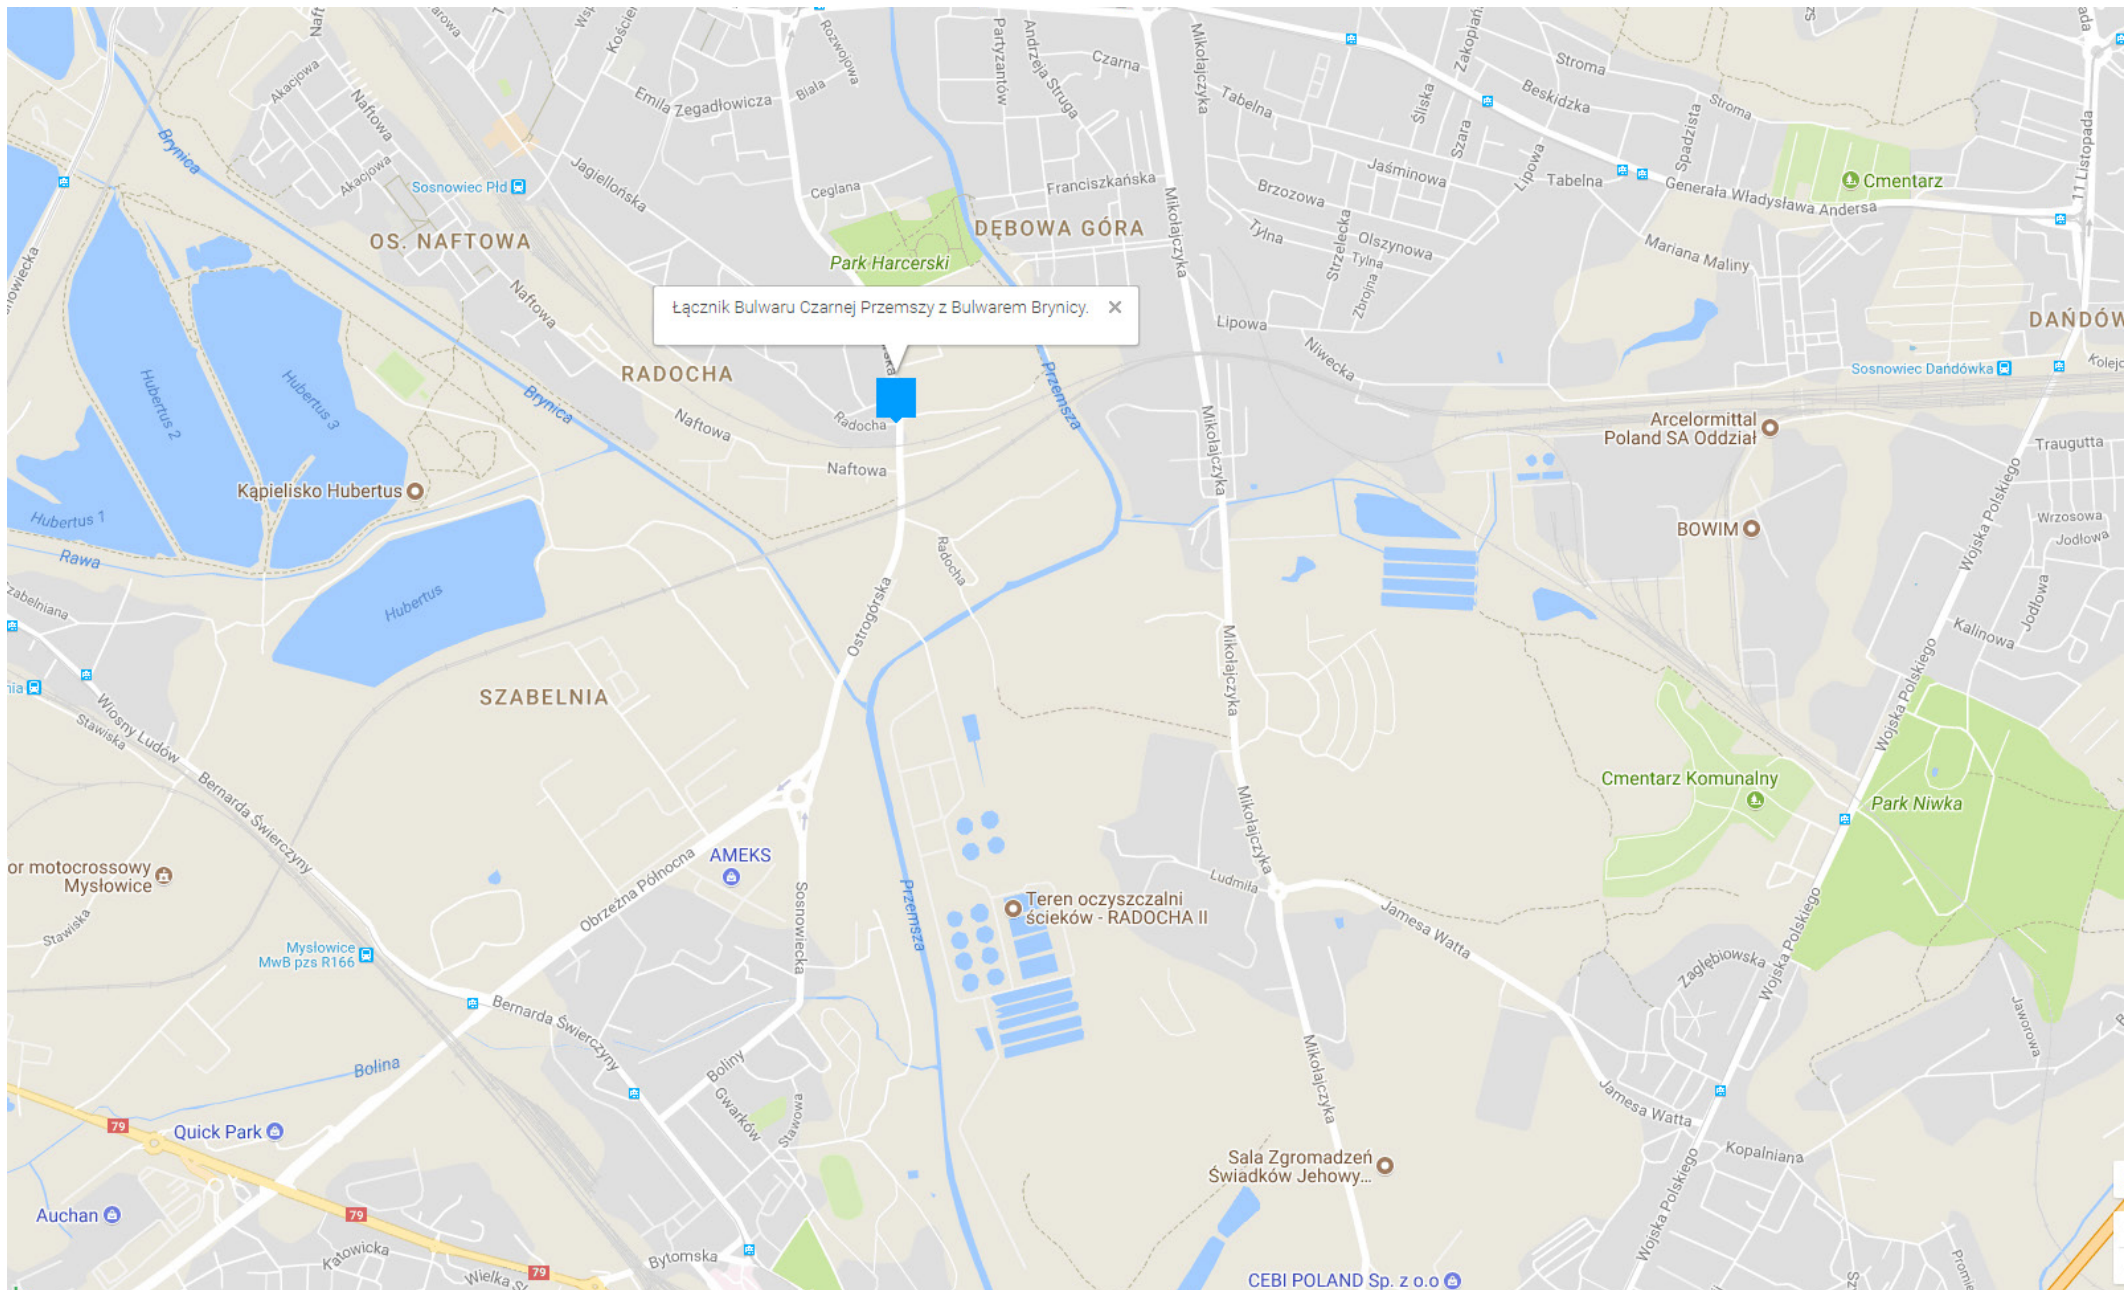 Łącznik Bulwaru Czarnej Przemszy z Bulwarem Brynicy.
Akacjowa
Naftowa
Akacjowa
Brynica
Emila Zegadłowicza
Biała
Rozwojowa
Partyzantów
Andrzeja Struga
Czarna
Mikołajczyka
Tabelna
Śliska
Szara
Beskidzka
Stroma
Stroma
Spadzista
Lipowa
Jaśminowa
Tabelna
Generała Władysława Andersa
Cmentarz
11 Listopada
Sosnowiec Płd
Jagiellońska
Ceglana
Franciszkańska
Mikołajczyka
Brzozowa
Tylna
Strzelecka
Olszynowa
Tylna
Zbrojna
Mariana Maliny
OS. NAFTOWA
DĘBOWA GÓRA
Park Harcerski
Naftowa
Lipowa
Niwecka
Sosnowiec Dańdówka
Hubertus 2
Hubertus 3
RADOCHA
Brynica
Naftowa
Radocha
Naftowa
Przemsza
Mikołajczyka
Arcelormittal
Poland SA Oddział
Traugutta
Kąpielisko Hubertus
Hubertus 1
Rawa
Hubertus
Radocha
Ostrogórska
BOWIM
Wojska Polskiego
Wrzosowa
Jodłowa
Jodłowa
Kalinowa
SZABELNIA
Mikołajczyka
Wojska Polskiego
Wiosny Ludów
Stawiska
Bernarda Świerczyny
Cmentarz Komunalny
Park Niwka
Mikołajczyka
AMEKS
Obrzeżna Północna
Sosnowiecka
Przemsza
or motocrossowy
Mysłowice
Stawiska
Mysłowice
MwB pzs R166
Teren oczyszczalni
ścieków - RADOCHA II
Ludmiła
Jamesa Watta
Zagłębiowska
Wojska Polskiego
Jaworowa
Bernarda Świerczyny
Bolina
Boliny
Gwarków
Stawowa
Mikołajczyka
Jamesa Watta
Kopalniana
Wojska Polskiego
79
Quick Park
Auchan
79
Katowicka
79
Bytomska
Sala Zgromadzeń
Świadków Jehowy...
CEBI POLAND Sp. z o.o